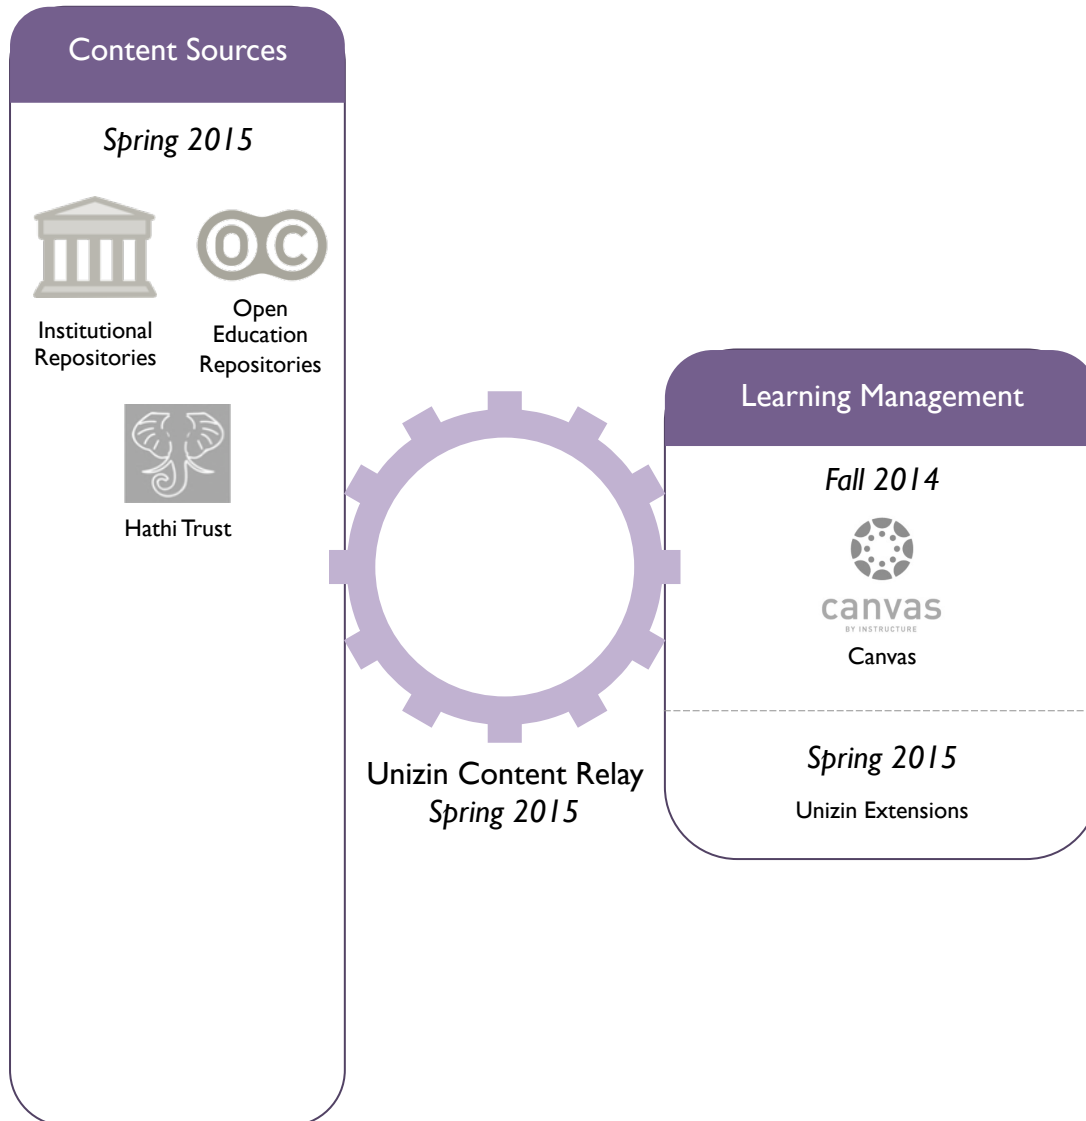 Content Sources
Spring 2015
OC
Institutional
Repositories
Open
Education
Repositories
Hathi Trust
Unizin Content Relay
Spring 2015
Learning Management
Fall 2014
canvas
BY INSTRUCTURE
Canvas
Spring 2015
Unizin Extensions